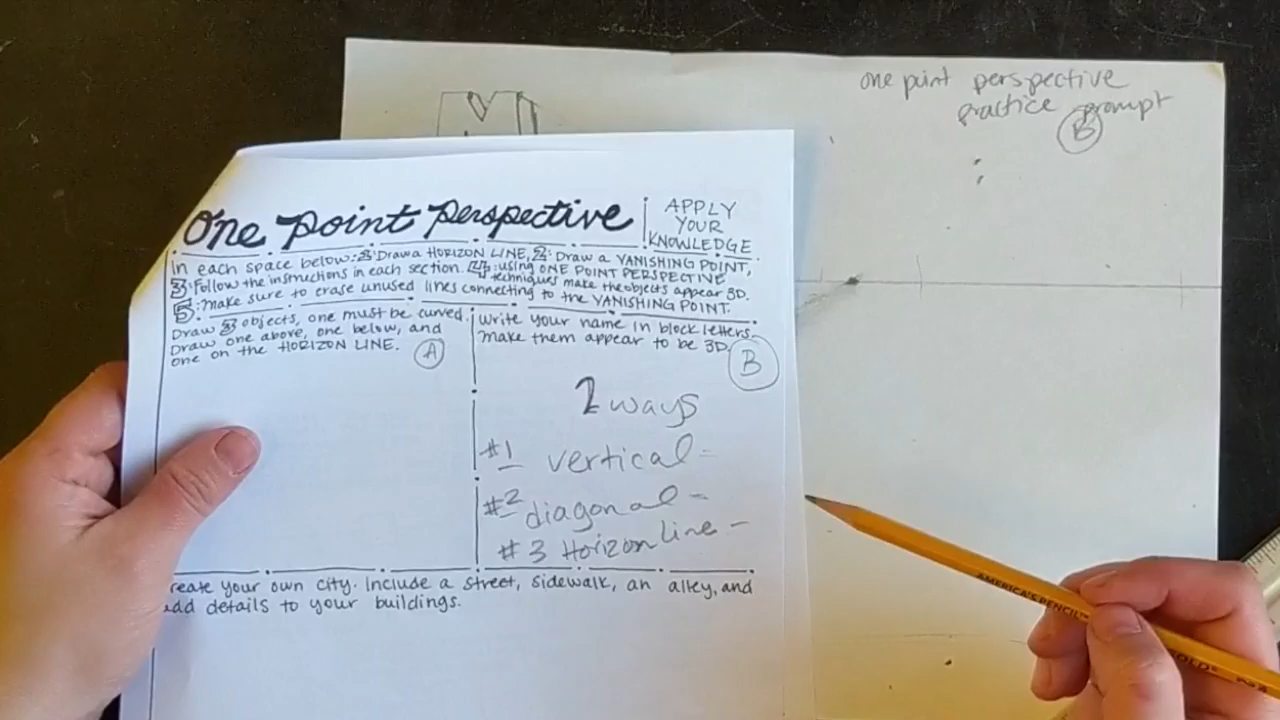 one point perspective
practice prompt
B
One Point Perspective
APPLY
YOUR
KNOWLEDGE
In each space below: 1: Draw a HORIZON LINE, 2: Draw a VANISHING POINT,
3: Follow the instructions in each section. 4: using ONE POINT PERSPECTIVE
techniques make the objects appear 3D.
5: Make sure to erase unused lines connecting to the VANISHING POINT.
Draw 3 objects, one must be curved.
Draw one above, one below, and
one on the HORIZON LINE.
A
Write your name in block letters.
Make them appear to be 3D.
B
2 ways
#1 vertical -
#2 diagonal -
#3 Horizon Line -
reate your own city. Include a street, sidewalk, an alley, and
add details to your buildings.
AMERICA'S PENCIL